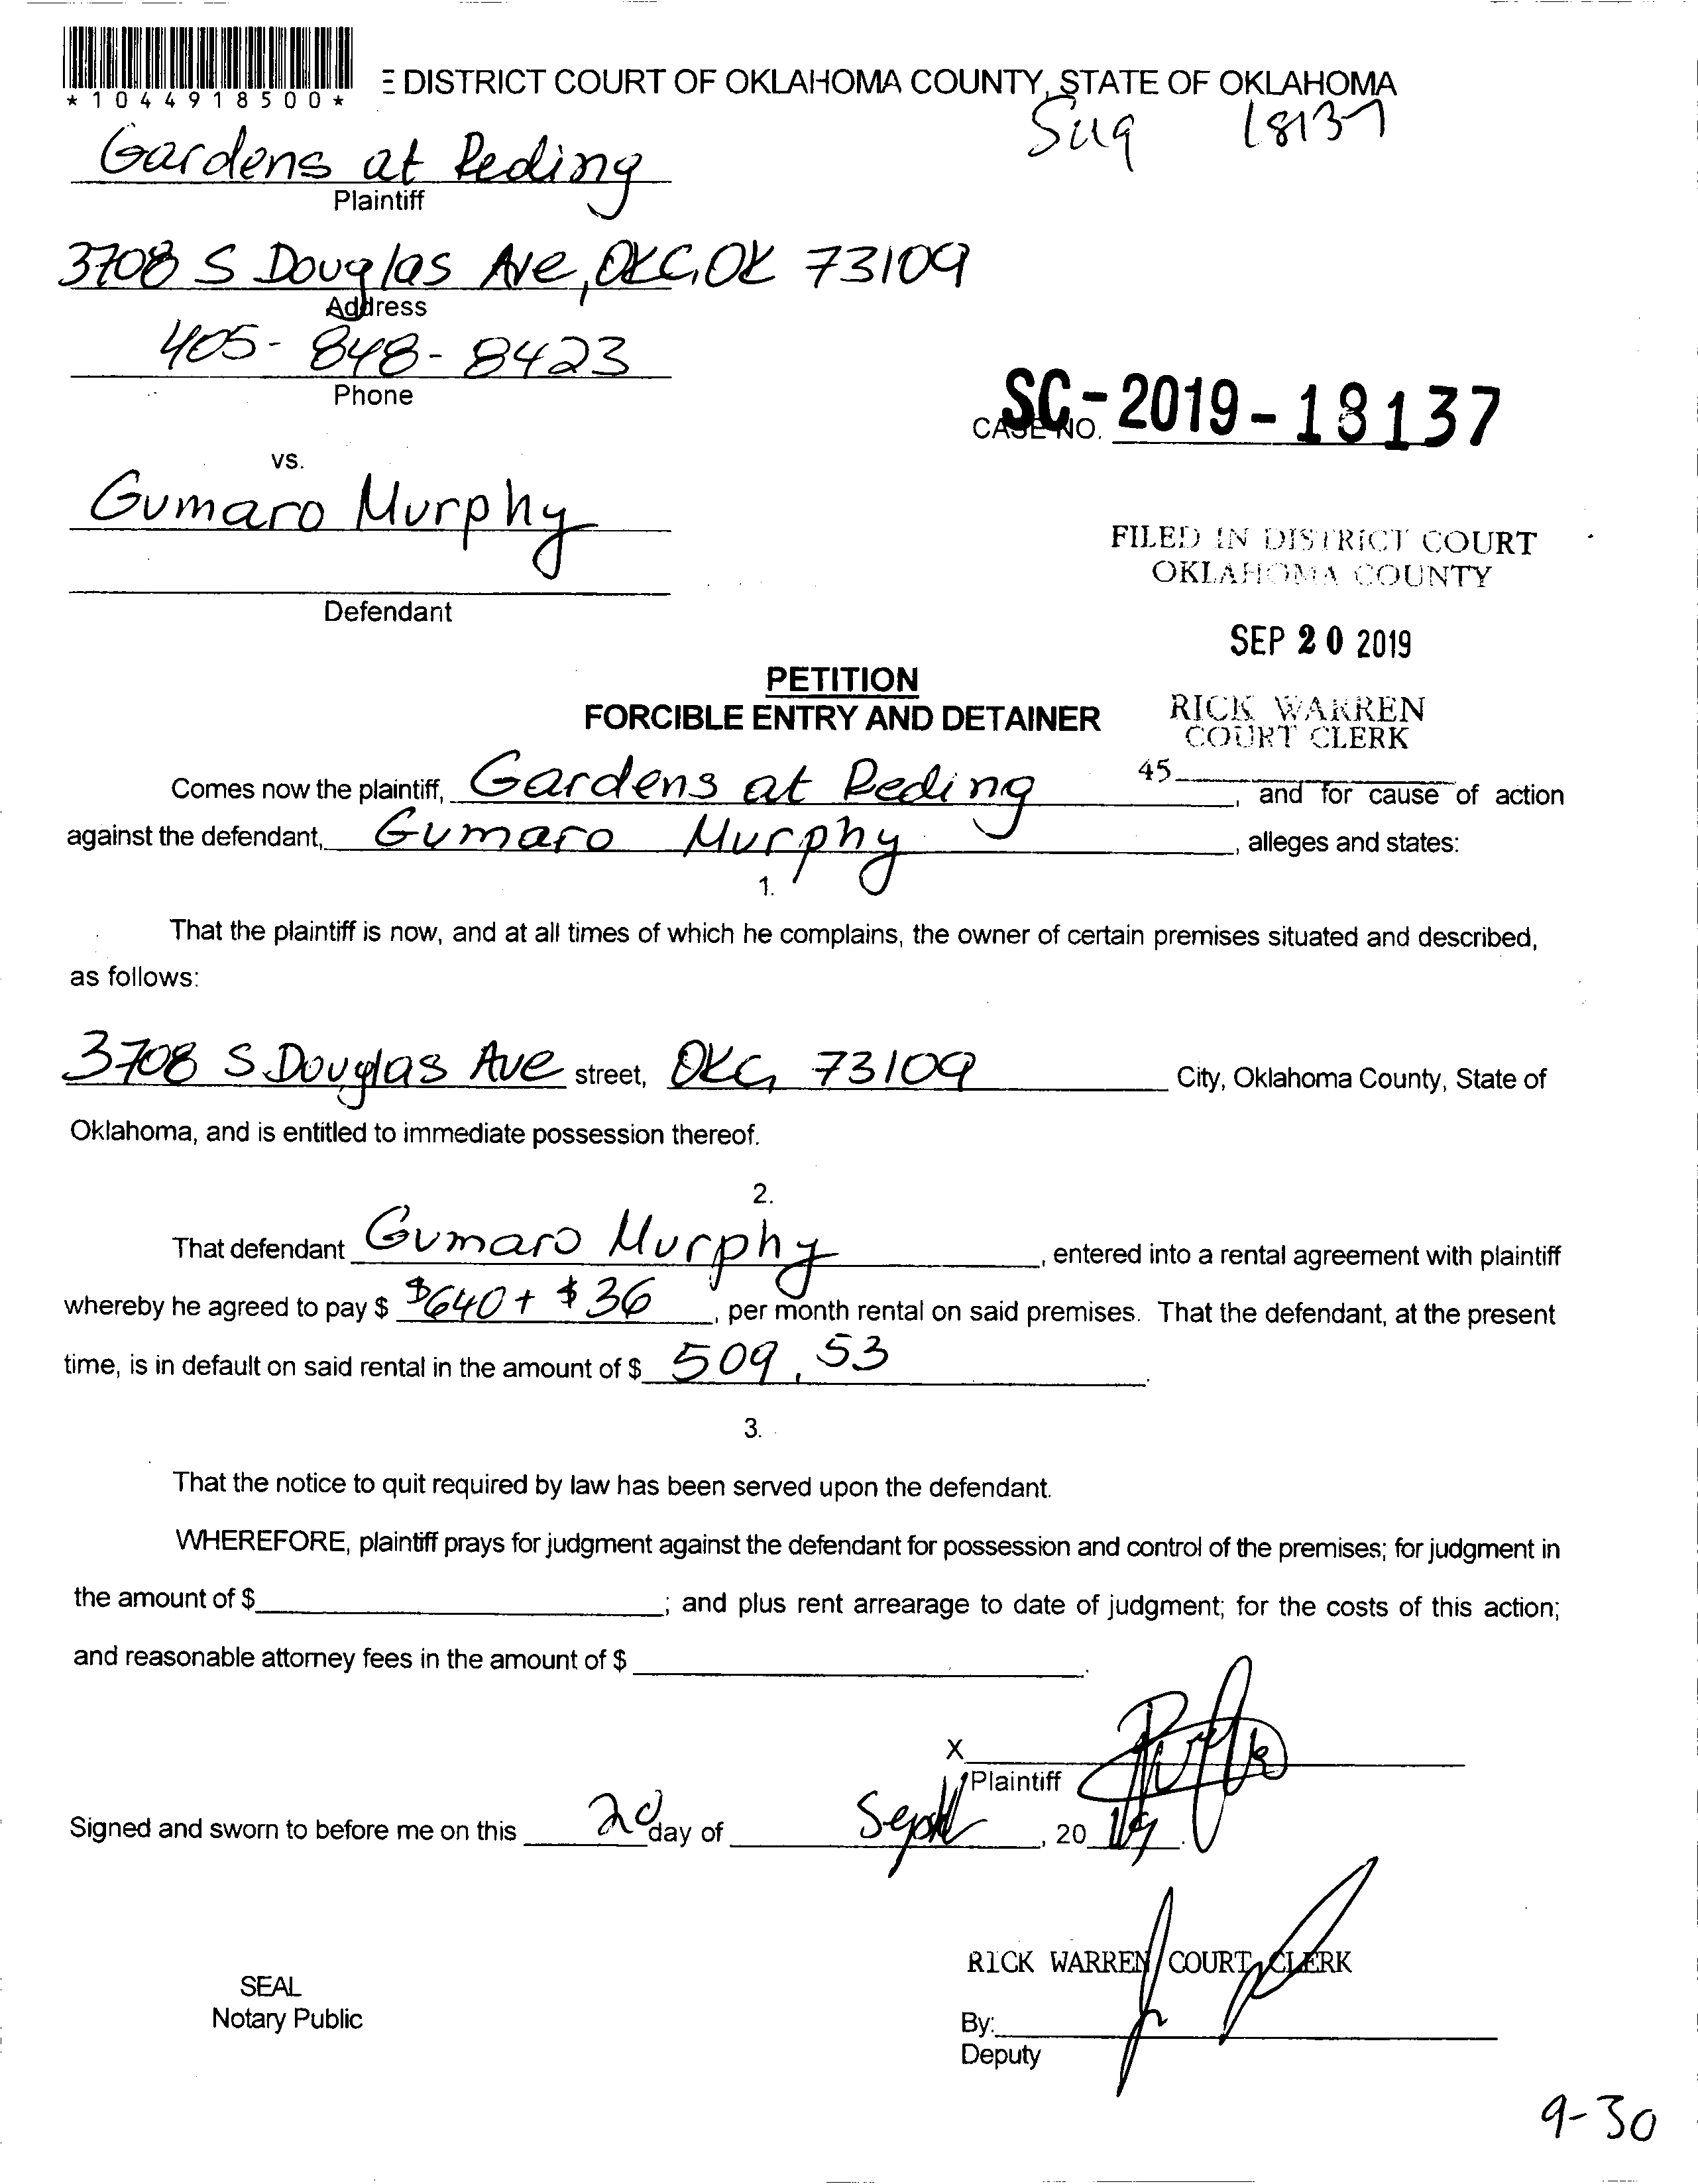 *1044918500*
E DISTRICT COURT OF OKLAHOMA COUNTY, STATE OF OKLAHOMA
18137
Gardens at Reding
Plaintiff
3708 S Douglas Ave, OKC, OK 73109
Address
405-848-8423
Phone
CASE NO. SC-2019-18137
vs.
Gumaro Murphy
Defendant
FILED IN DISTRICT COURT
OKLAHOMA COUNTY
SEP 20 2019
RICK WARREN
COURT CLERK
45
PETITION
FORCIBLE ENTRY AND DETAINER
Comes now the plaintiff, Gardens at Reding, and for cause of action
against the defendant, Gumaro Murphy, alleges and states:
1.
That the plaintiff is now, and at all times of which he complains, the owner of certain premises situated and described,
as follows:
3708 S Douglas Ave street, OKC, 73109 City, Oklahoma County, State of
Oklahoma, and is entitled to immediate possession thereof.
2.
That defendant Gumaro Murphy, entered into a rental agreement with plaintiff
whereby he agreed to pay $ $640 + $36, per month rental on said premises. That the defendant, at the present
time, is in default on said rental in the amount of $ 509.53.
3.
That the notice to quit required by law has been served upon the defendant.
WHEREFORE, plaintiff prays for judgment against the defendant for possession and control of the premises; for judgment in
the amount of $ ; and plus rent arrearage to date of judgment; for the costs of this action;
and reasonable attorney fees in the amount of $ .
X
Plaintiff
Signed and sworn to before me on this 20 day of Sept, 20 19.
RICK WARREN COURT CLERK
SEAL
Notary Public
By:
Deputy
9-30